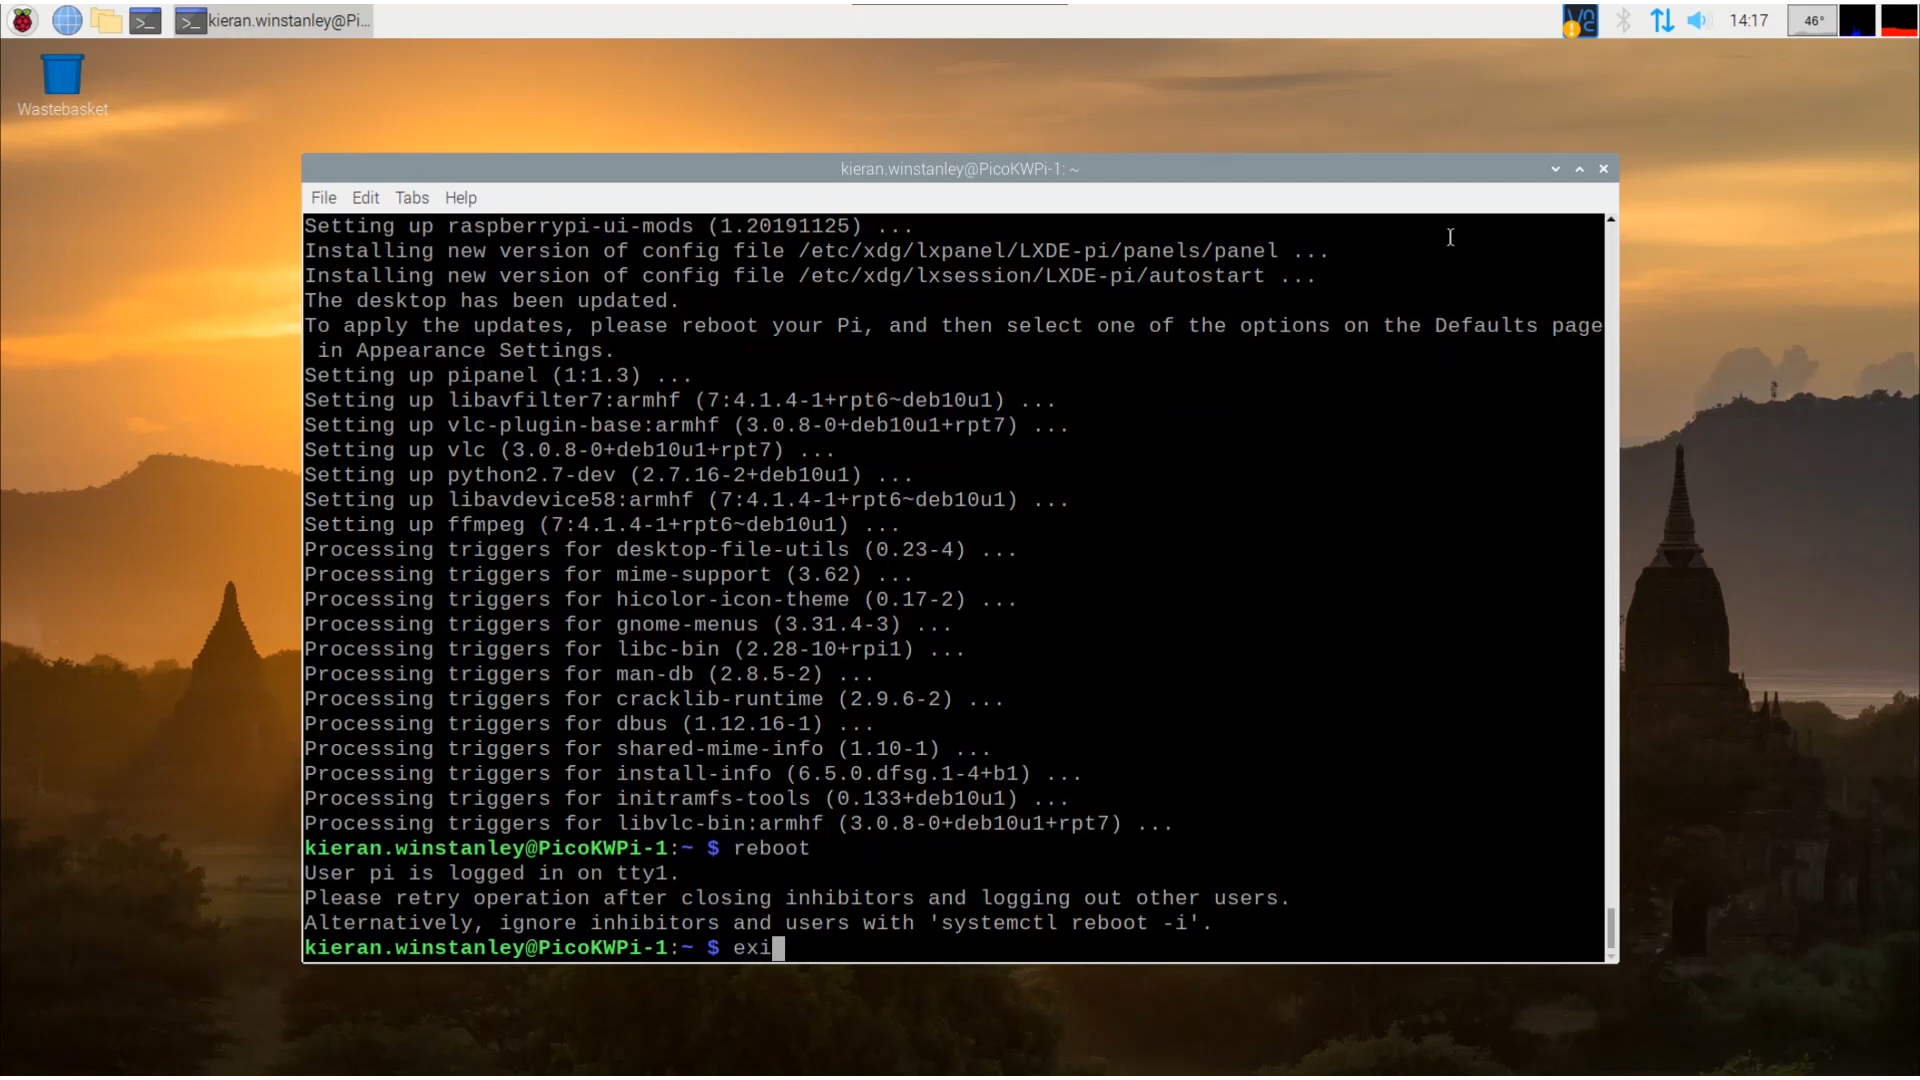 kieran.winstanley@Pi...
14:17
46°
Wastebasket
kieran.winstanley@PicoKWPi-1: ~
File Edit Tabs Help
Setting up raspberrypi-ui-mods (1.20191125) ...
Installing new version of config file /etc/xdg/lxpanel/LXDE-pi/panels/panel ...
Installing new version of config file /etc/xdg/lxsession/LXDE-pi/autostart ...
The desktop has been updated.
To apply the updates, please reboot your Pi, and then select one of the options on the Defaults page
in Appearance Settings.
Setting up pipanel (1:1.3) ...
Setting up libavfilter7:armhf (7:4.1.4-1+rpt6~deb10u1) ...
Setting up vlc-plugin-base:armhf (3.0.8-0+deb10u1+rpt7) ...
Setting up vlc (3.0.8-0+deb10u1+rpt7) ...
Setting up python2.7-dev (2.7.16-2+deb10u1) ...
Setting up libavdevice58:armhf (7:4.1.4-1+rpt6~deb10u1) ...
Setting up ffmpeg (7:4.1.4-1+rpt6~deb10u1) ...
Processing triggers for desktop-file-utils (0.23-4) ...
Processing triggers for mime-support (3.62) ...
Processing triggers for hicolor-icon-theme (0.17-2) ...
Processing triggers for gnome-menus (3.31.4-3) ...
Processing triggers for libc-bin (2.28-10+rpi1) ...
Processing triggers for man-db (2.8.5-2) ...
Processing triggers for cracklib-runtime (2.9.6-2) ...
Processing triggers for dbus (1.12.16-1) ...
Processing triggers for shared-mime-info (1.10-1) ...
Processing triggers for install-info (6.5.0.dfsg.1-4+b1) ...
Processing triggers for initramfs-tools (0.133+deb10u1) ...
Processing triggers for libvlc-bin:armhf (3.0.8-0+deb10u1+rpt7) ...
kieran.winstanley@PicoKWPi-1:~ $ reboot
User pi is logged in on tty1.
Please retry operation after closing inhibitors and logging out other users.
Alternatively, ignore inhibitors and users with 'systemctl reboot -i'.
kieran.winstanley@PicoKWPi-1:~ $ exi